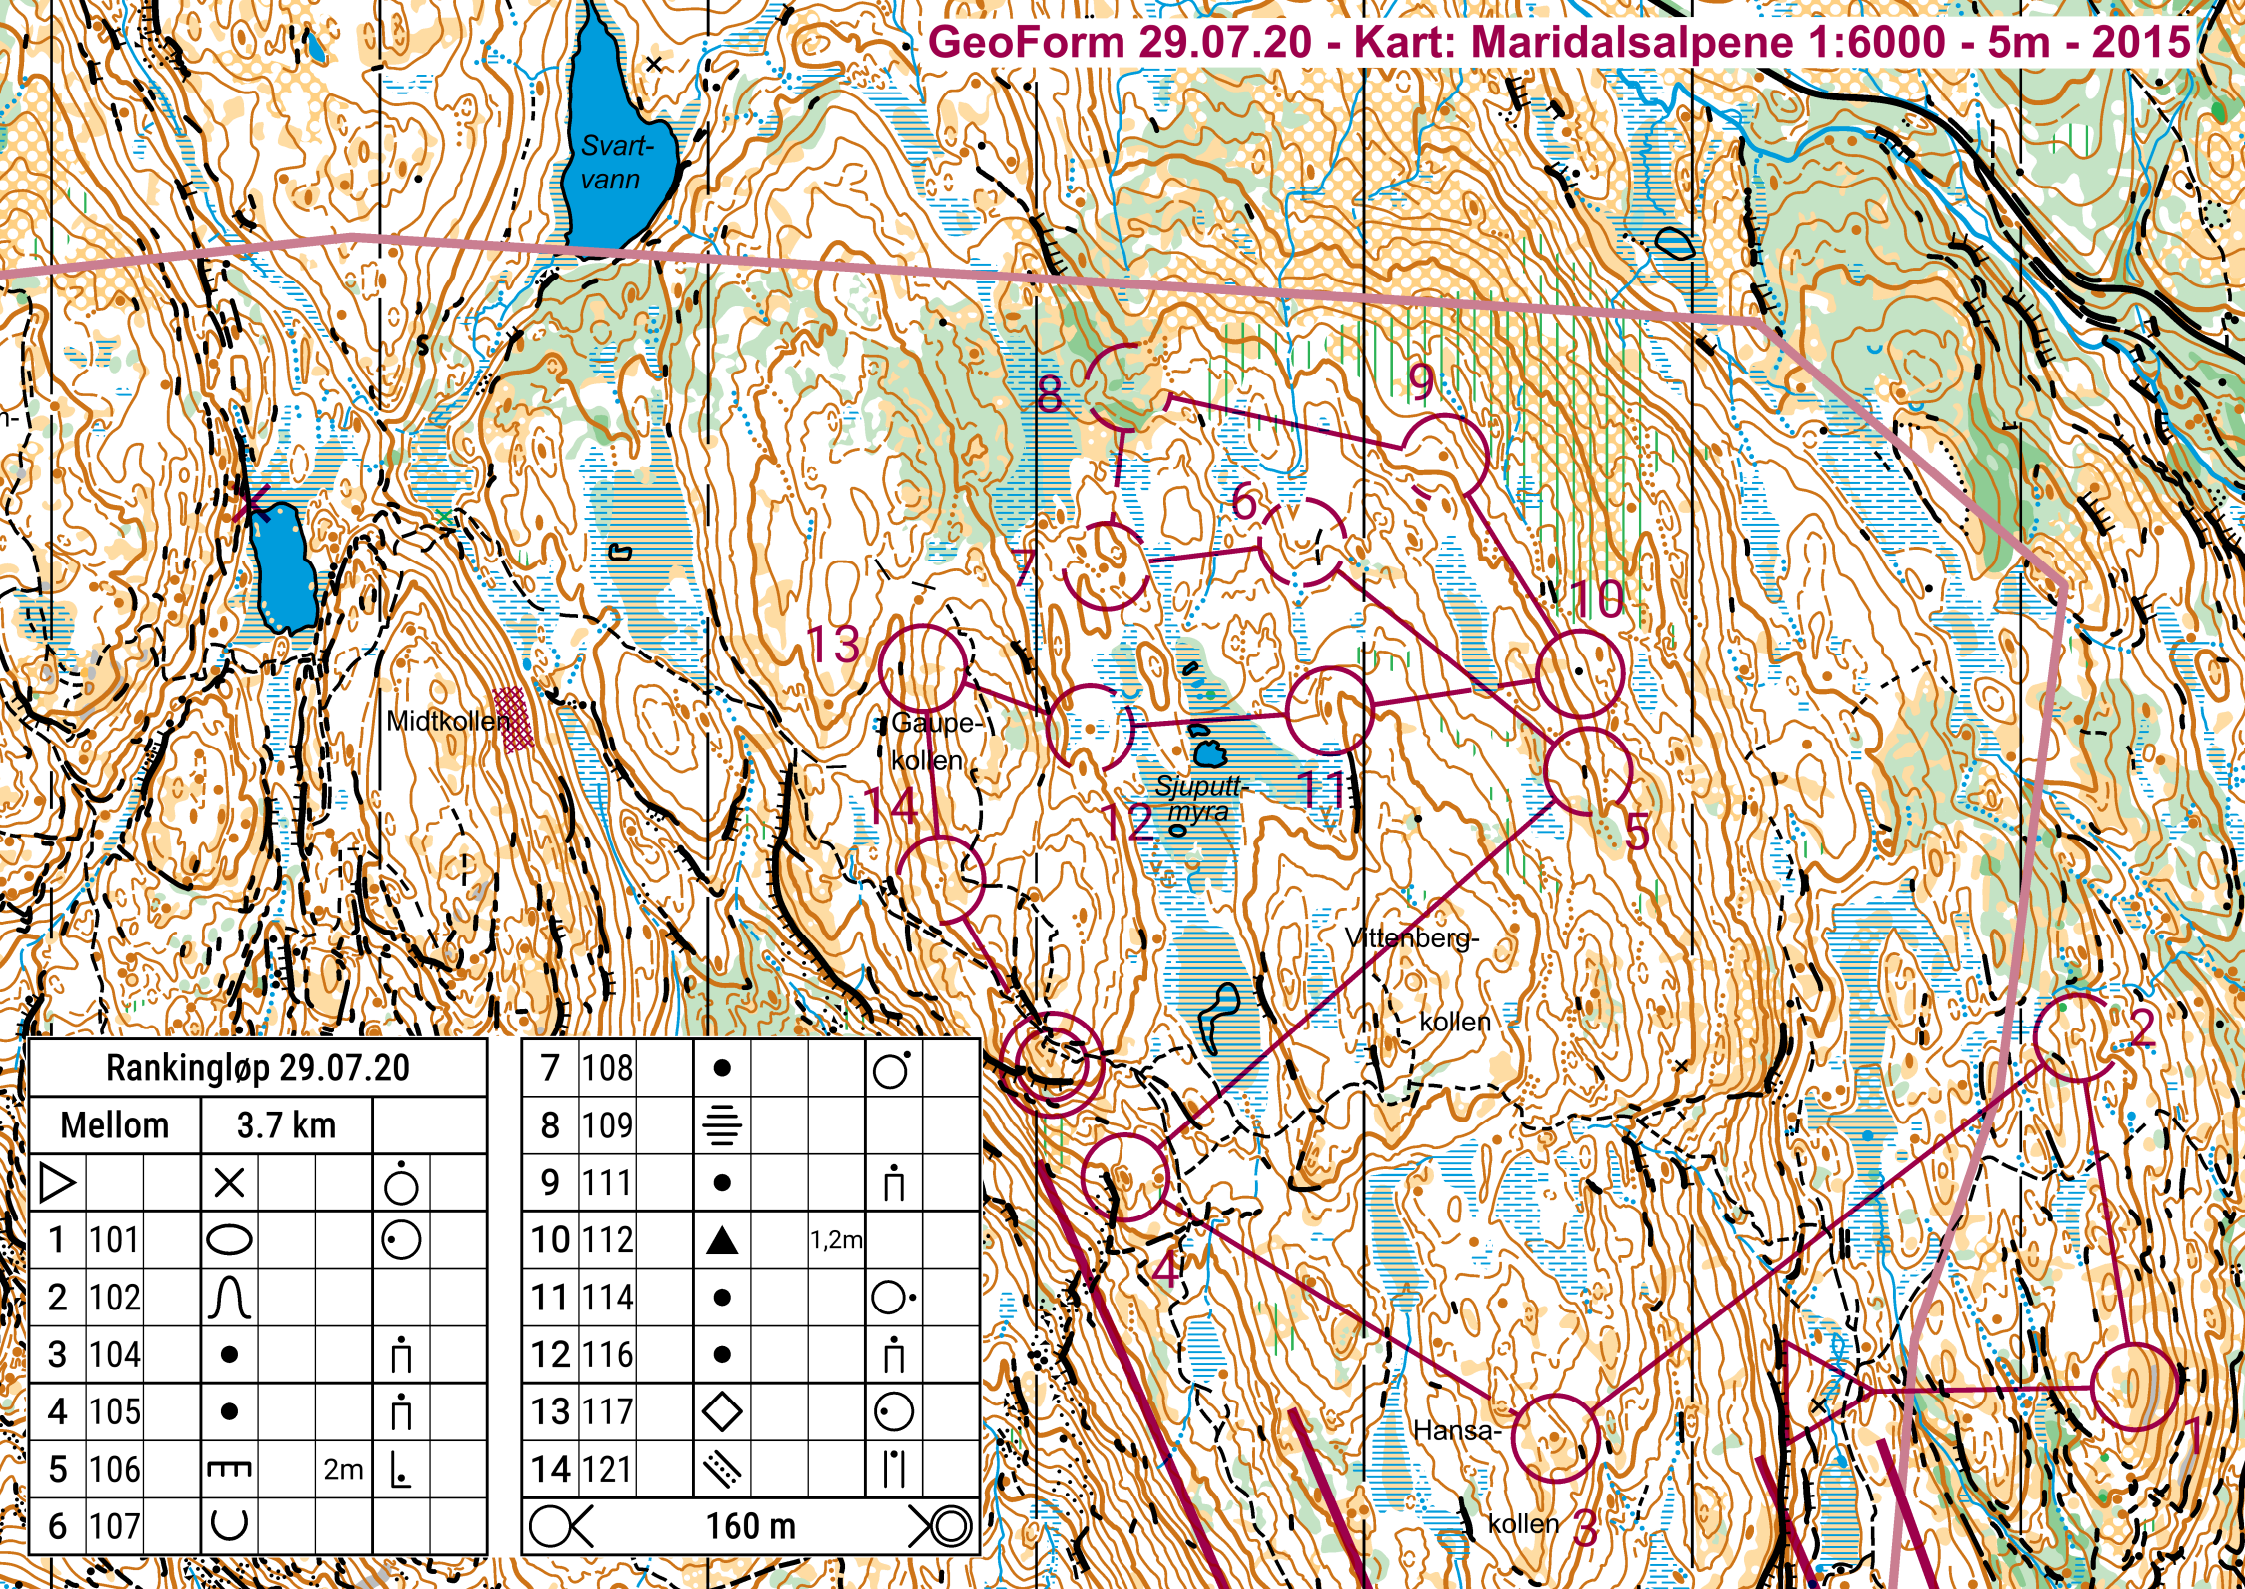 GeoForm 29.07.20 - Kart: Maridalsalpene 1:6000 - 5m - 2015
Svart-
vann
8
9
6
7
10
13
Gaupe-
kollen
Midtkollen
14
12
Sjuputt-
myra
11
5
Vittenberg-
kollen
2
4
Hansa-
kollen
3
1
Rankingløp 29.07.20
Mellom 3.7 km
1 101
2 102
3 104
4 105
5 106 2m
6 107
7 108
8 109
9 111
10 112 1,2m
11 114
12 116
13 117
14 121
160 m